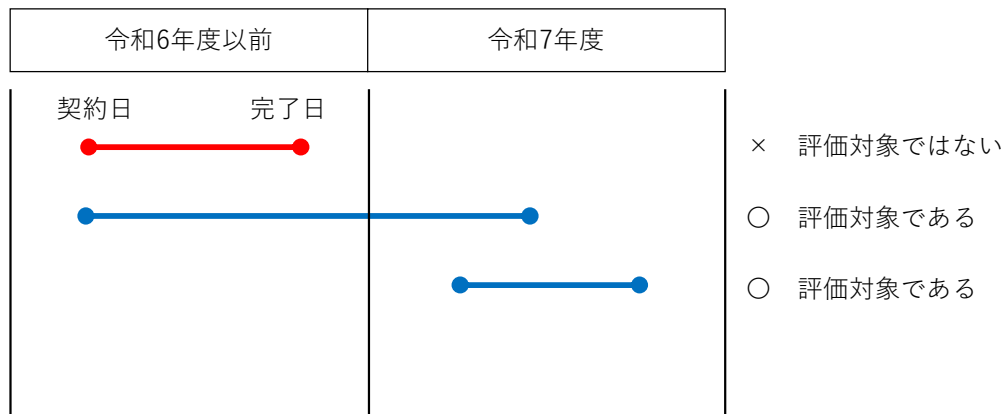 令和6年度以前 令和7年度
契約日 完了日
× 評価対象ではない
○ 評価対象である
○ 評価対象である